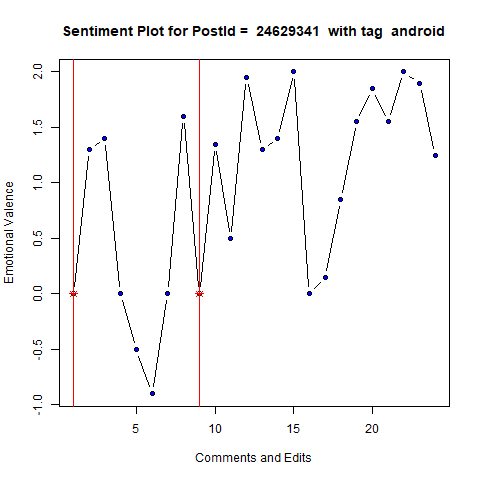 Sentiment Plot for PostId = 24629341 with tag android
Emotional Valence
2.0
1.5
1.0
0.5
0.0
-0.5
-1.0
5 10 15 20
Comments and Edits